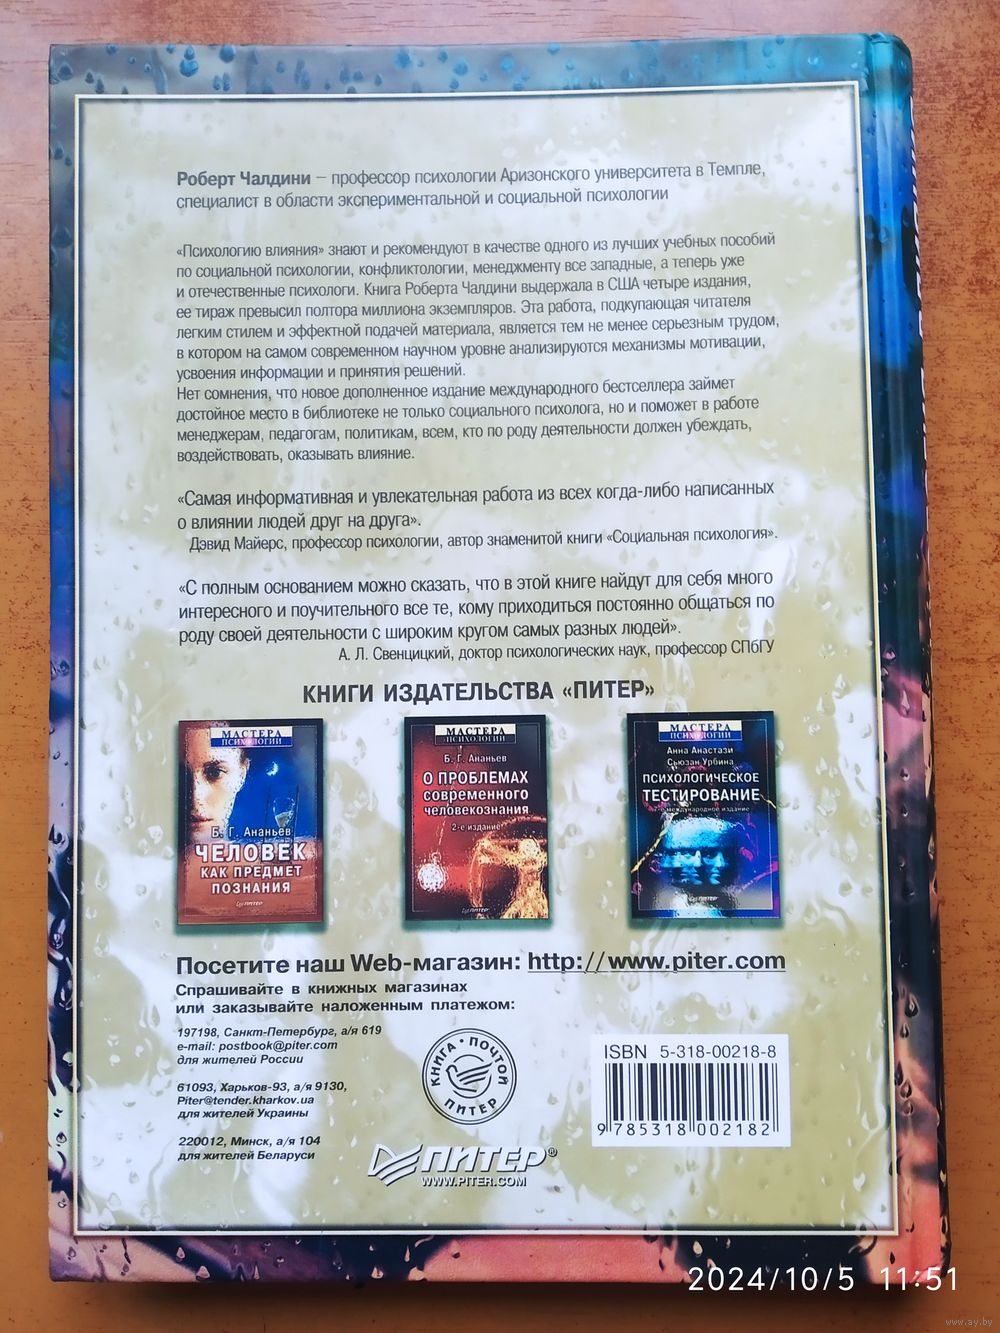 Роберт Чалдини – профессор психологии Аризонского университета в Темпле,
специалист в области экспериментальной и социальной психологии
«Психологию влияния» знают и рекомендуют в качестве одного из лучших учебных пособий
по социальной психологии, конфликтологии, менеджменту все западные, а теперь уже
и отечественные психологи. Книга Роберта Чалдини выдержала в США четыре издания,
ее тираж превысил полтора миллиона экземпляров. Эта работа, подкупающая читателя
легким стилем и эффектной подачей материала, является тем не менее серьезным трудом,
в котором на самом современном научном уровне анализируются механизмы мотивации,
усвоения информации и принятия решений.
Нет сомнения, что новое дополненное издание международного бестселлера займет
достойное место в библиотеке не только социального психолога, но и поможет в работе
менеджерам, педагогам, политикам, всем, кто по роду деятельности должен убеждать,
воздействовать, оказывать влияние.
«Самая информативная и увлекательная работа из всех когда-либо написанных
о влиянии людей друг на друга».
Дэвид Майерс, профессор психологии, автор знаменитой книги «Социальная психология».
«С полным основанием можно сказать, что в этой книге найдут для себя много
интересного и поучительного все те, кому приходиться постоянно общаться по
роду своей деятельности с широким кругом самых разных людей».
А. Л. Свенцицкий, доктор психологических наук, профессор СПбГУ
КНИГИ ИЗДАТЕЛЬСТВА «ПИТЕР»
МАСТЕРА
ПСИХОЛОГИИ
Б. Г. Ананьев
ЧЕЛОВЕК
КАК ПРЕДМЕТ
ПОЗНАНИЯ
ПИТЕР
МАСТЕРА
ПСИХОЛОГИИ
Б. Г. Ананьев
О ПРОБЛЕМАХ
современного
человекознания
2-е издание
ПИТЕР
МАСТЕРА
ПСИХОЛОГИИ
Анна Анастази
Сьюзан Урбина
ПСИХОЛОГИЧЕСКОЕ
ТЕСТИРОВАНИЕ
7-е международное издание
ПИТЕР
Посетите наш Web-магазин: http://www.piter.com
Спрашивайте в книжных магазинах
или заказывайте наложенным платежом:
197198, Санкт-Петербург, а/я 619
e-mail: postbook@piter.com
для жителей России
61093, Харьков-93, а/я 9130,
Piter@tender.kharkov.ua
для жителей Украины
220012, Минск, а/я 104
для жителей Беларуси
КНИГА • ПОЧТОЙ
ПИТЕР
ПИТЕР®
WWW.PITER.COM
ISBN 5-318-00218-8
9 785318 002182
2024/10/5 11:51
www.ay.by